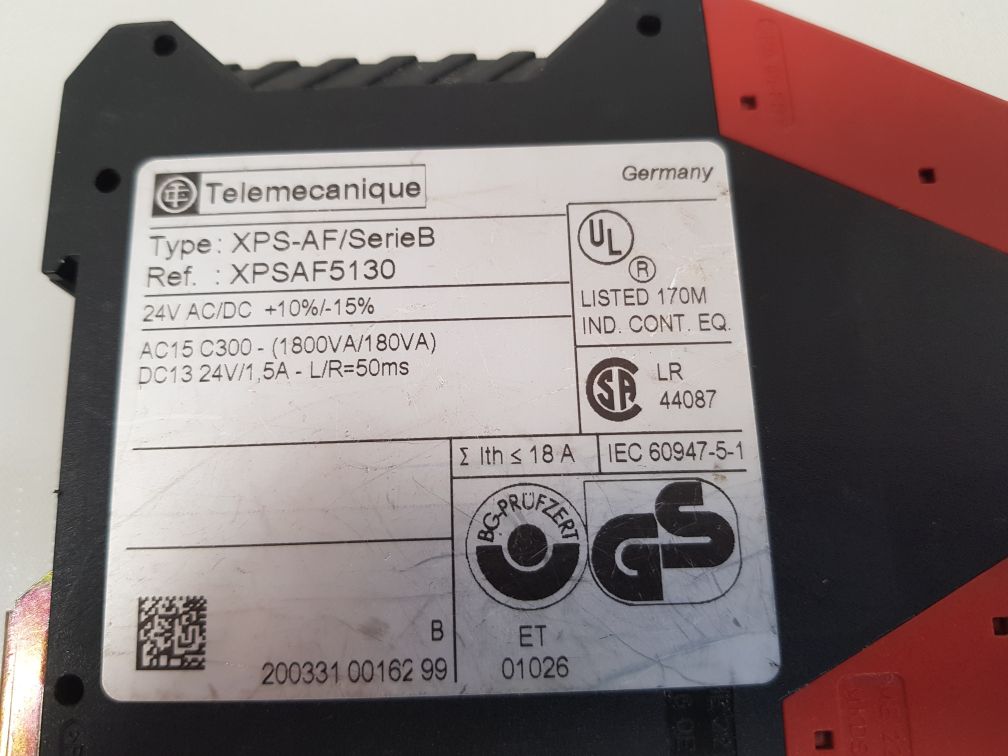 Telemecanique
Germany
Type : XPS-AF/SerieB
Ref. : XPSAF5130
24V AC/DC +10%/-15%
AC15 C300 - (1800VA/180VA)
DC13 24V/1,5A - L/R=50ms
UL
®
LISTED 170M
IND. CONT. EQ.
SA
LR
44087
Σ Ith ≤ 18 A
IEC 60947-5-1
BG-PRÜFZERT
GS
B
200331 00162 99
ET
01026